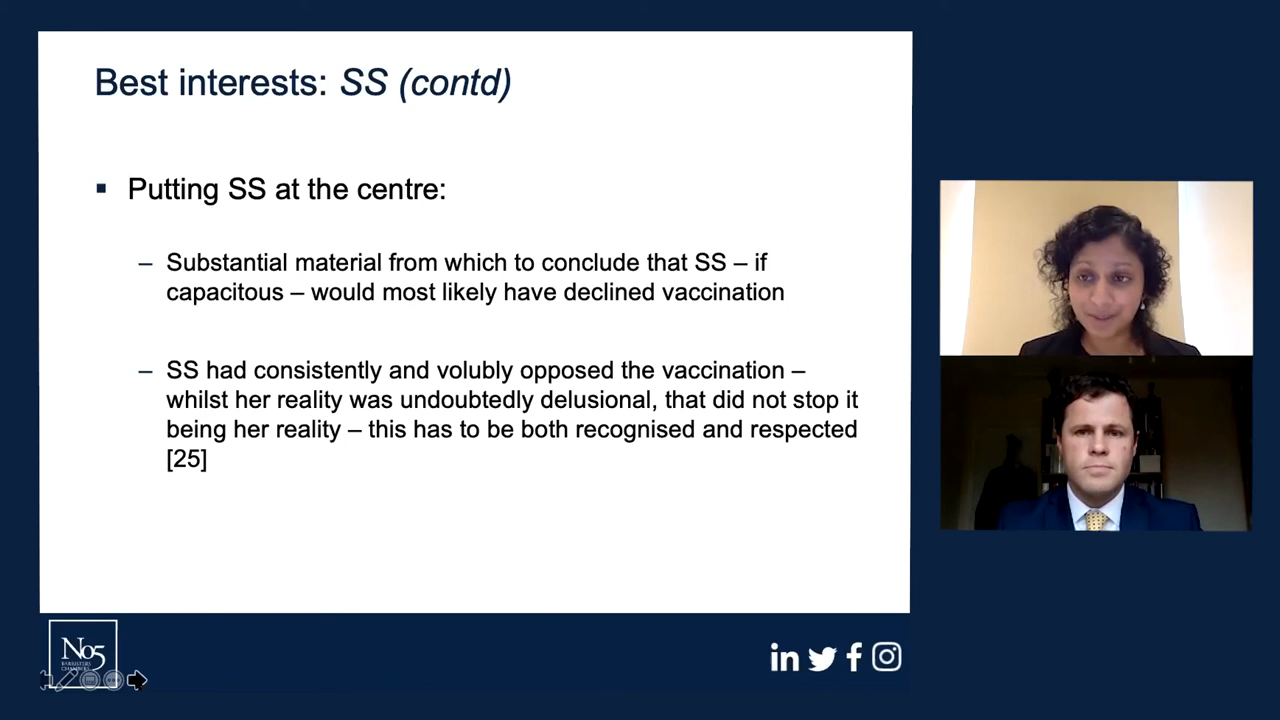 Best interests: SS (contd)
▪ Putting SS at the centre:
– Substantial material from which to conclude that SS – if
capacitous – would most likely have declined vaccination
– SS had consistently and volubly opposed the vaccination –
whilst her reality was undoubtedly delusional, that did not stop it
being her reality – this has to be both recognised and respected
[25]
No5
BARRISTERS
CHAMBERS
in
f